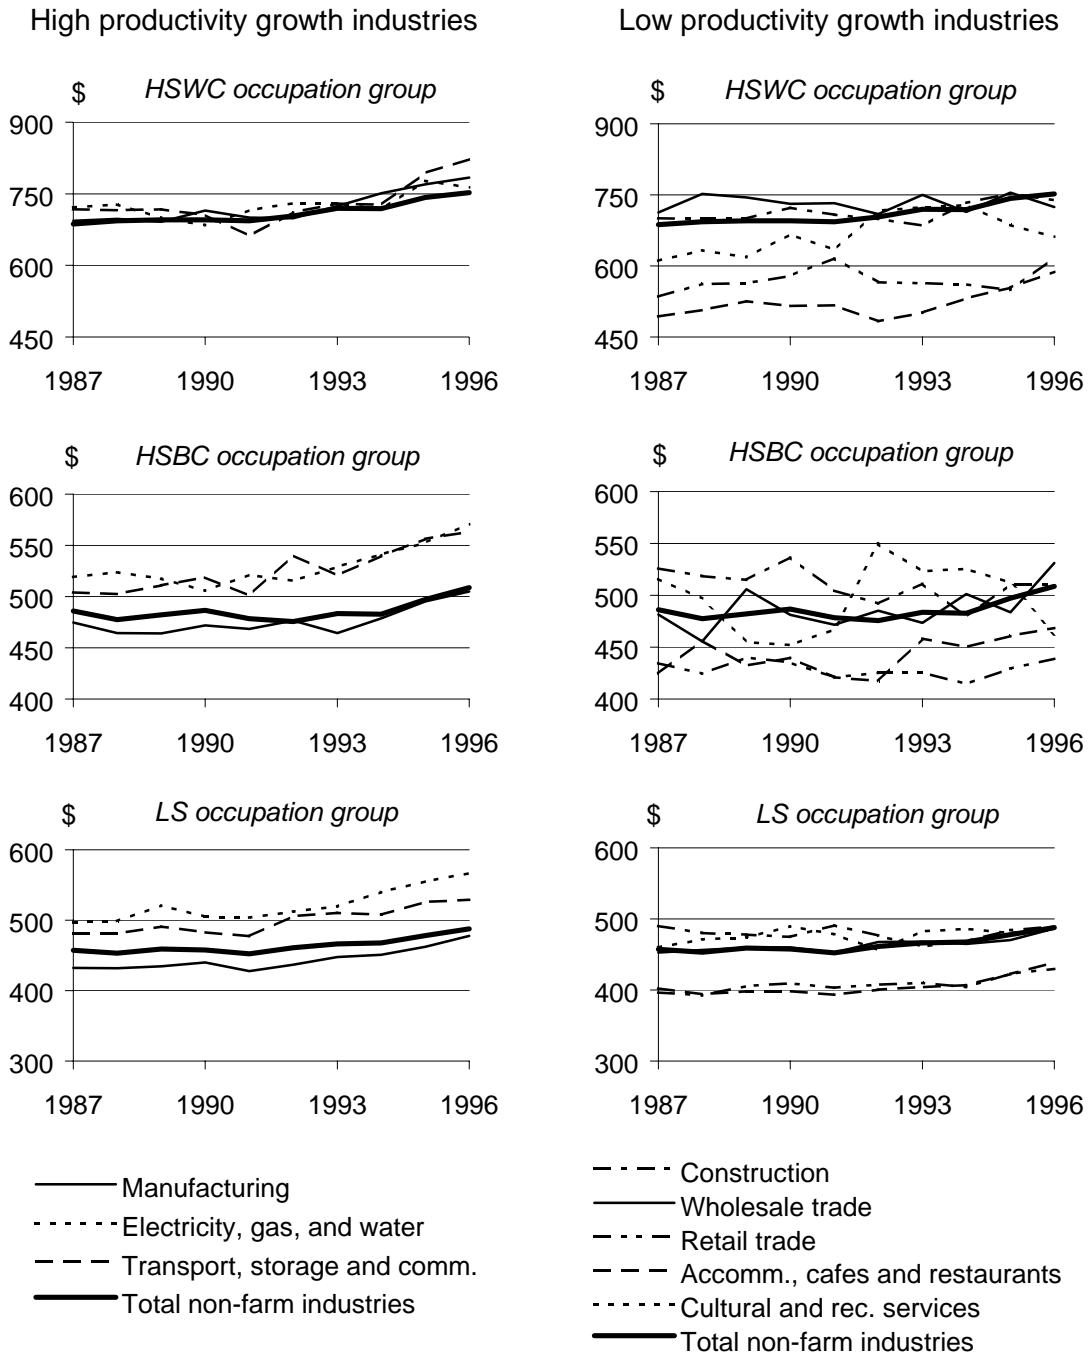 High productivity growth industries
Low productivity growth industries
$ HSWC occupation group
900
750
600
450
1987 1990 1993 1996
$ HSWC occupation group
900
750
600
450
1987 1990 1993 1996
$ HSBC occupation group
600
550
500
450
400
1987 1990 1993 1996
$ HSBC occupation group
600
550
500
450
400
1987 1990 1993 1996
$ LS occupation group
600
500
400
300
1987 1990 1993 1996
$ LS occupation group
600
500
400
300
1987 1990 1993 1996
Manufacturing
Electricity, gas, and water
Transport, storage and comm.
Total non-farm industries
Construction
Wholesale trade
Retail trade
Accomm., cafes and restaurants
Cultural and rec. services
Total non-farm industries